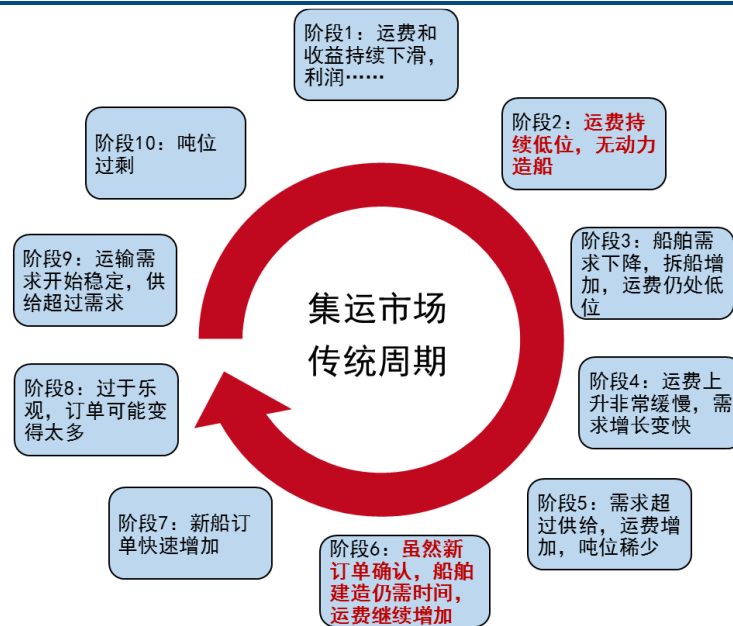 阶段1：运费和
收益持续下滑，
利润……
阶段2：运费持
续低位，无动力
造船
阶段3：船舶需
求下降，拆船增
加，运费仍处低
位
阶段4：运费上
升非常缓慢，需
求增长变快
阶段5：需求超
过供给，运费增
加，吨位稀少
阶段6：虽然新
订单确认，船舶
建造仍需时间，
运费继续增加
阶段7：新船订
单快速增加
阶段8：过于乐
观，订单可能变
得太多
阶段9：运输需
求开始稳定，供
给超过需求
阶段10：吨位
过剩
集运市场
传统周期